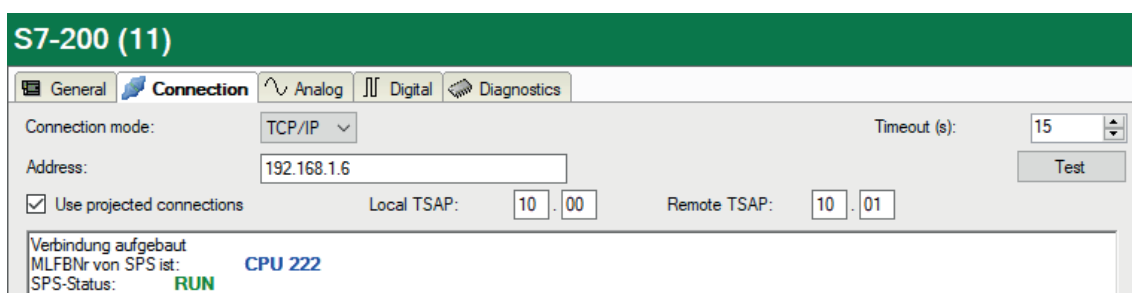 S7-200 (11)
General Connection Analog Digital Diagnostics
Connection mode: TCP/IP Timeout (s): 15
Address: 192.168.1.6 Test
Use projected connections Local TSAP: 10 . 00 Remote TSAP: 10 . 01
Verbindung aufgebaut
MLFBNr von SPS ist: CPU 222
SPS-Status: RUN